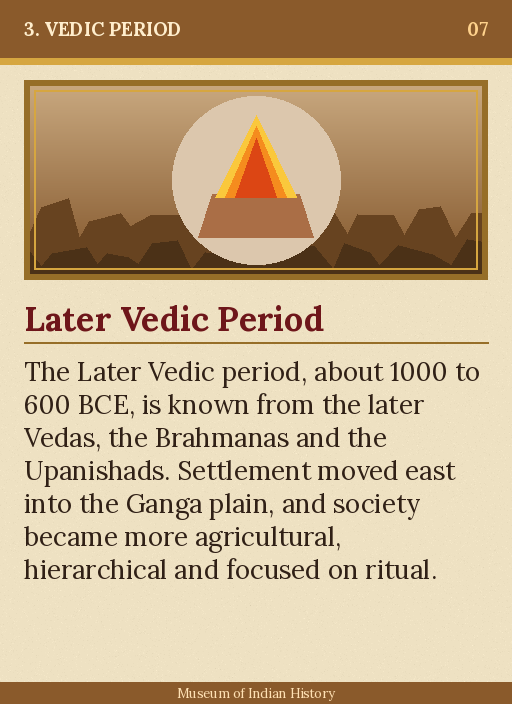 3. VEDIC PERIOD
07
Later Vedic Period
The Later Vedic period, about 1000 to
600 BCE, is known from the later
Vedas, the Brahmanas and the
Upanishads. Settlement moved east
into the Ganga plain, and society
became more agricultural,
hierarchical and focused on ritual.
Museum of Indian History